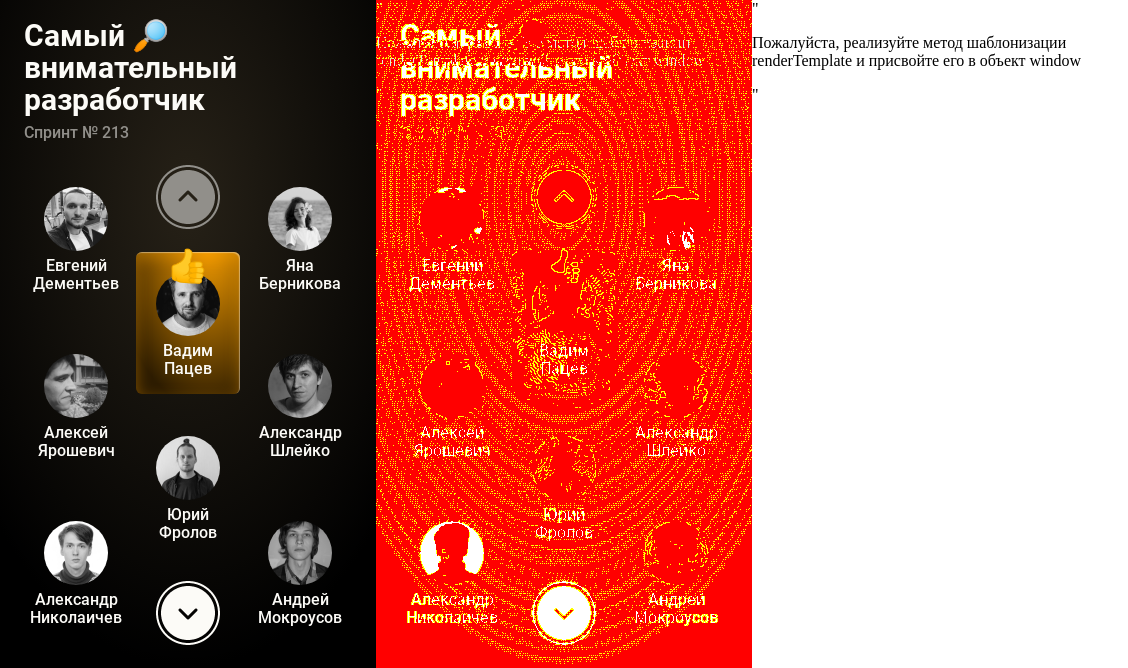 Самый 🔎
внимательный
разработчик
Спринт № 213
Евгений
Дементьев
Яна
Берникова
Вадим
Пацев
Алексей
Ярошевич
Александр
Шлейко
Юрий
Фролов
Александр
Николаичев
Андрей
Мокроусов
Самый
внимательный
разработчик
Евгений
Дементьев
Яна
Берникова
Вадим
Пацев
Алексей
Ярошевич
Александр
Шлейко
Юрий
Фролов
Александр
Николаичев
Андрей
Мокроусов
"
Пожалуйста, реализуйте метод шаблонизации
renderTemplate и присвойте его в объект window
"